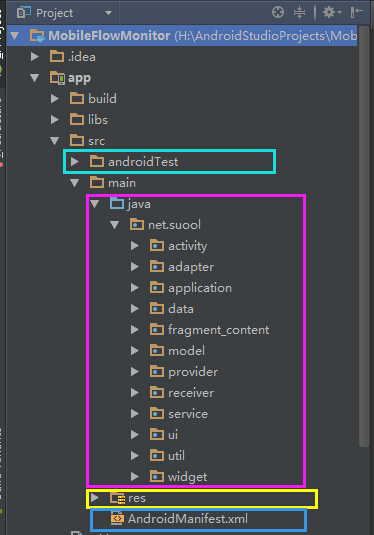 Project
MobileFlowMonitor (H:\AndroidStudioProjects\Mob
.idea
app
build
libs
src
androidTest
main
java
net.suool
activity
adapter
application
data
fragment_content
model
provider
receiver
service
ui
util
widget
res
AndroidManifest.xml